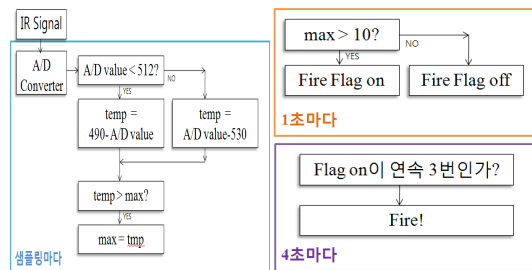 IR Signal
A/D
Converter
A/D value < 512?
YES
NO
temp =
490- A/D value
temp =
A/D value-530
temp > max?
YES
max = tmp
샘플링마다
max > 10?
YES
NO
Fire Flag on
Fire Flag off
1초마다
Flag on이 연속 3번인가?
Fire!
4초마다